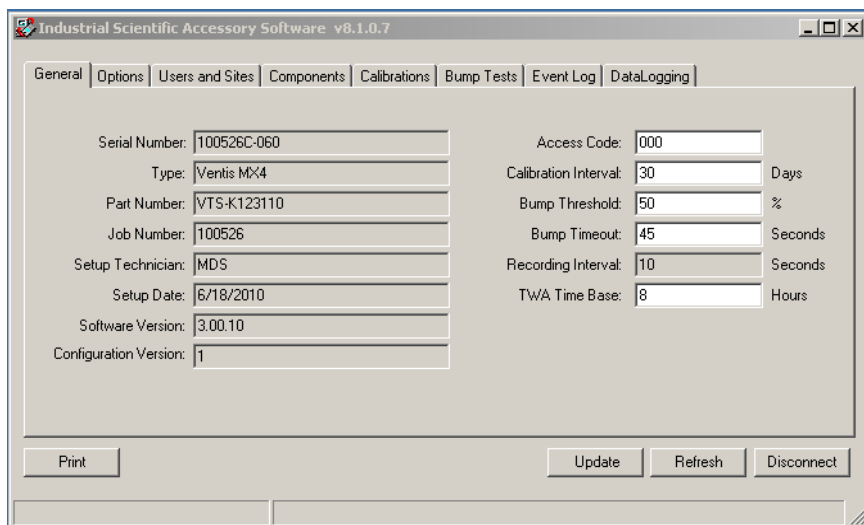 Industrial Scientific Accessory Software v8.1.0.7
General Options Users and Sites Components Calibrations Bump Tests Event Log DataLogging
Serial Number: 100526C-060
Type: Ventis MX4
Part Number: VTS-K123110
Job Number: 100526
Setup Technician: MDS
Setup Date: 6/18/2010
Software Version: 3.00.10
Configuration Version: 1
Access Code: 000
Calibration Interval: 30 Days
Bump Threshold: 50 %
Bump Timeout: 45 Seconds
Recording Interval: 10 Seconds
TWA Time Base: 8 Hours
Print Update Refresh Disconnect